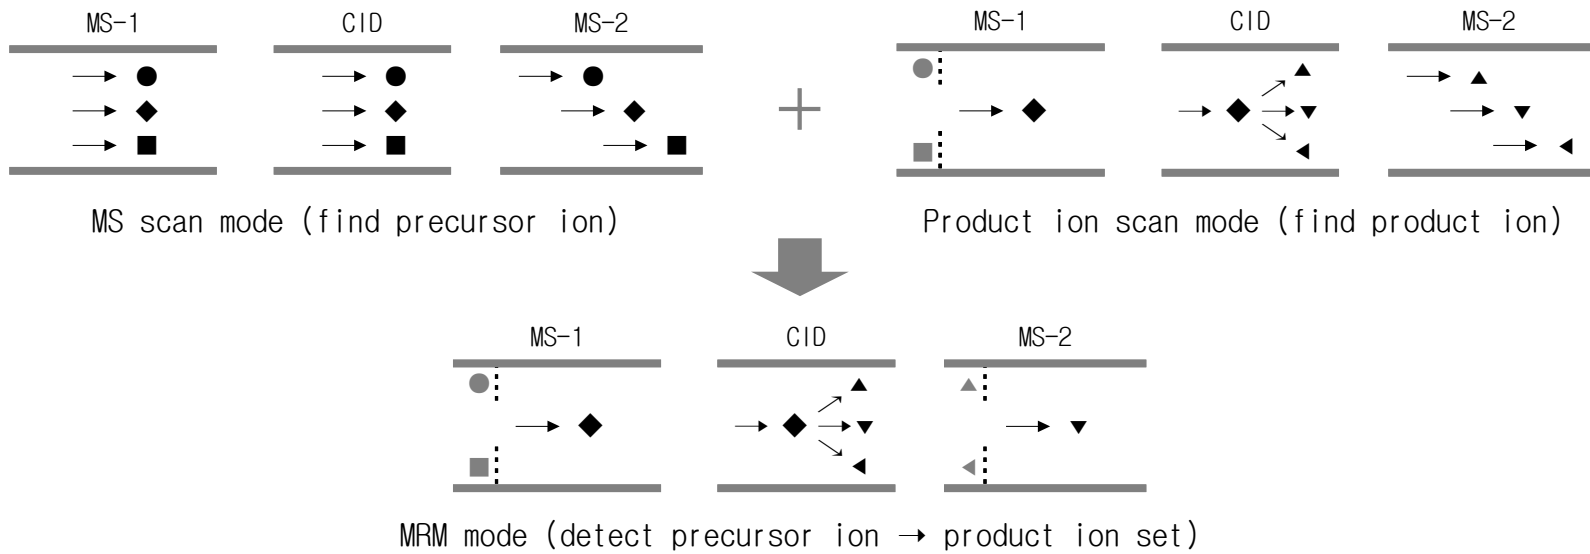 MS-1 CID MS-2
MS-1 CID MS-2
MS scan mode (find precursor ion)
Product ion scan mode (find product ion)
MS-1 CID MS-2
MRM mode (detect precursor ion → product ion set)